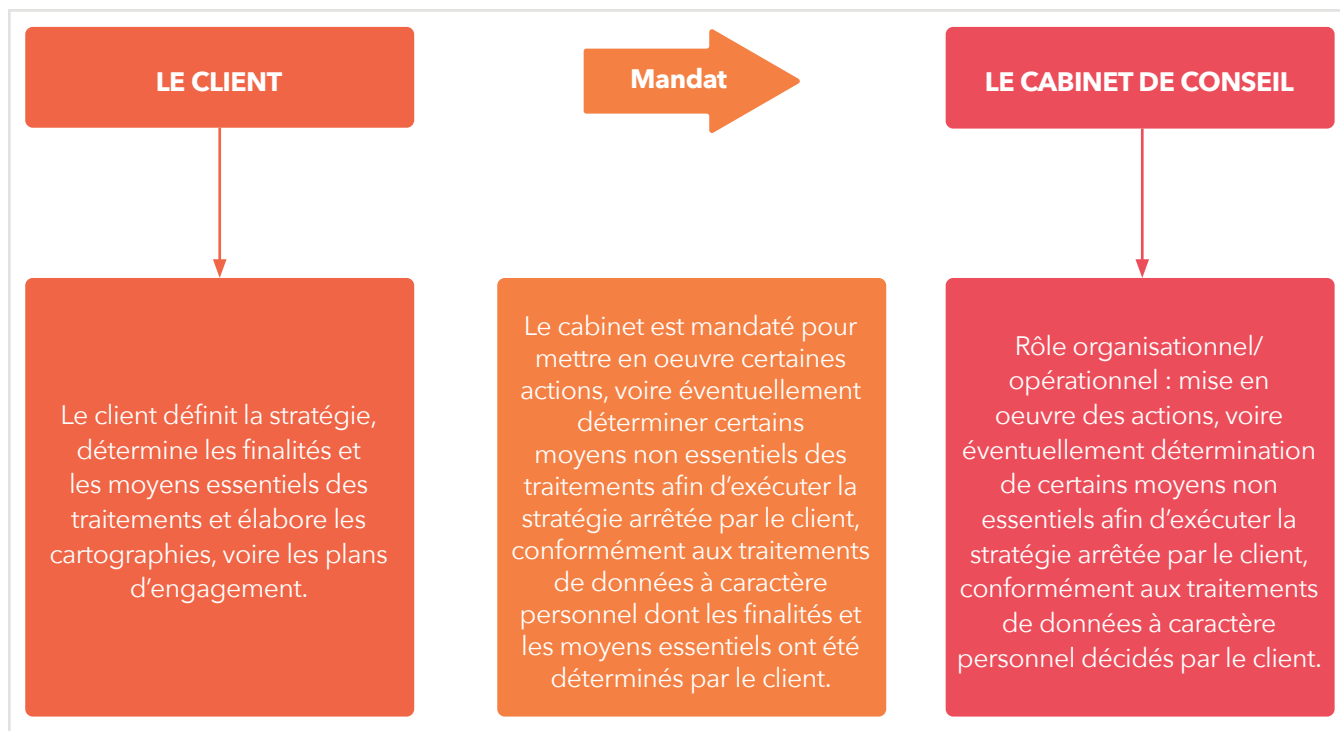 LE CLIENT
Mandat
LE CABINET DE CONSEIL
Le client définit la stratégie,
détermine les finalités et
les moyens essentiels des
traitements et élabore les
cartographies, voire les plans
d’engagement.
Le cabinet est mandaté pour
mettre en oeuvre certaines
actions, voire éventuellement
déterminer certains
moyens non essentiels des
traitements afin d’exécuter la
stratégie arrêtée par le client,
conformément aux traitements
de données à caractère
personnel dont les finalités et
les moyens essentiels ont été
déterminés par le client.
Rôle organisationnel/
opérationnel : mise en
oeuvre des actions, voire
éventuellement détermination
de certains moyens non
essentiels afin d’exécuter la
stratégie arrêtée par le client,
conformément aux traitements
de données à caractère
personnel décidés par le client.